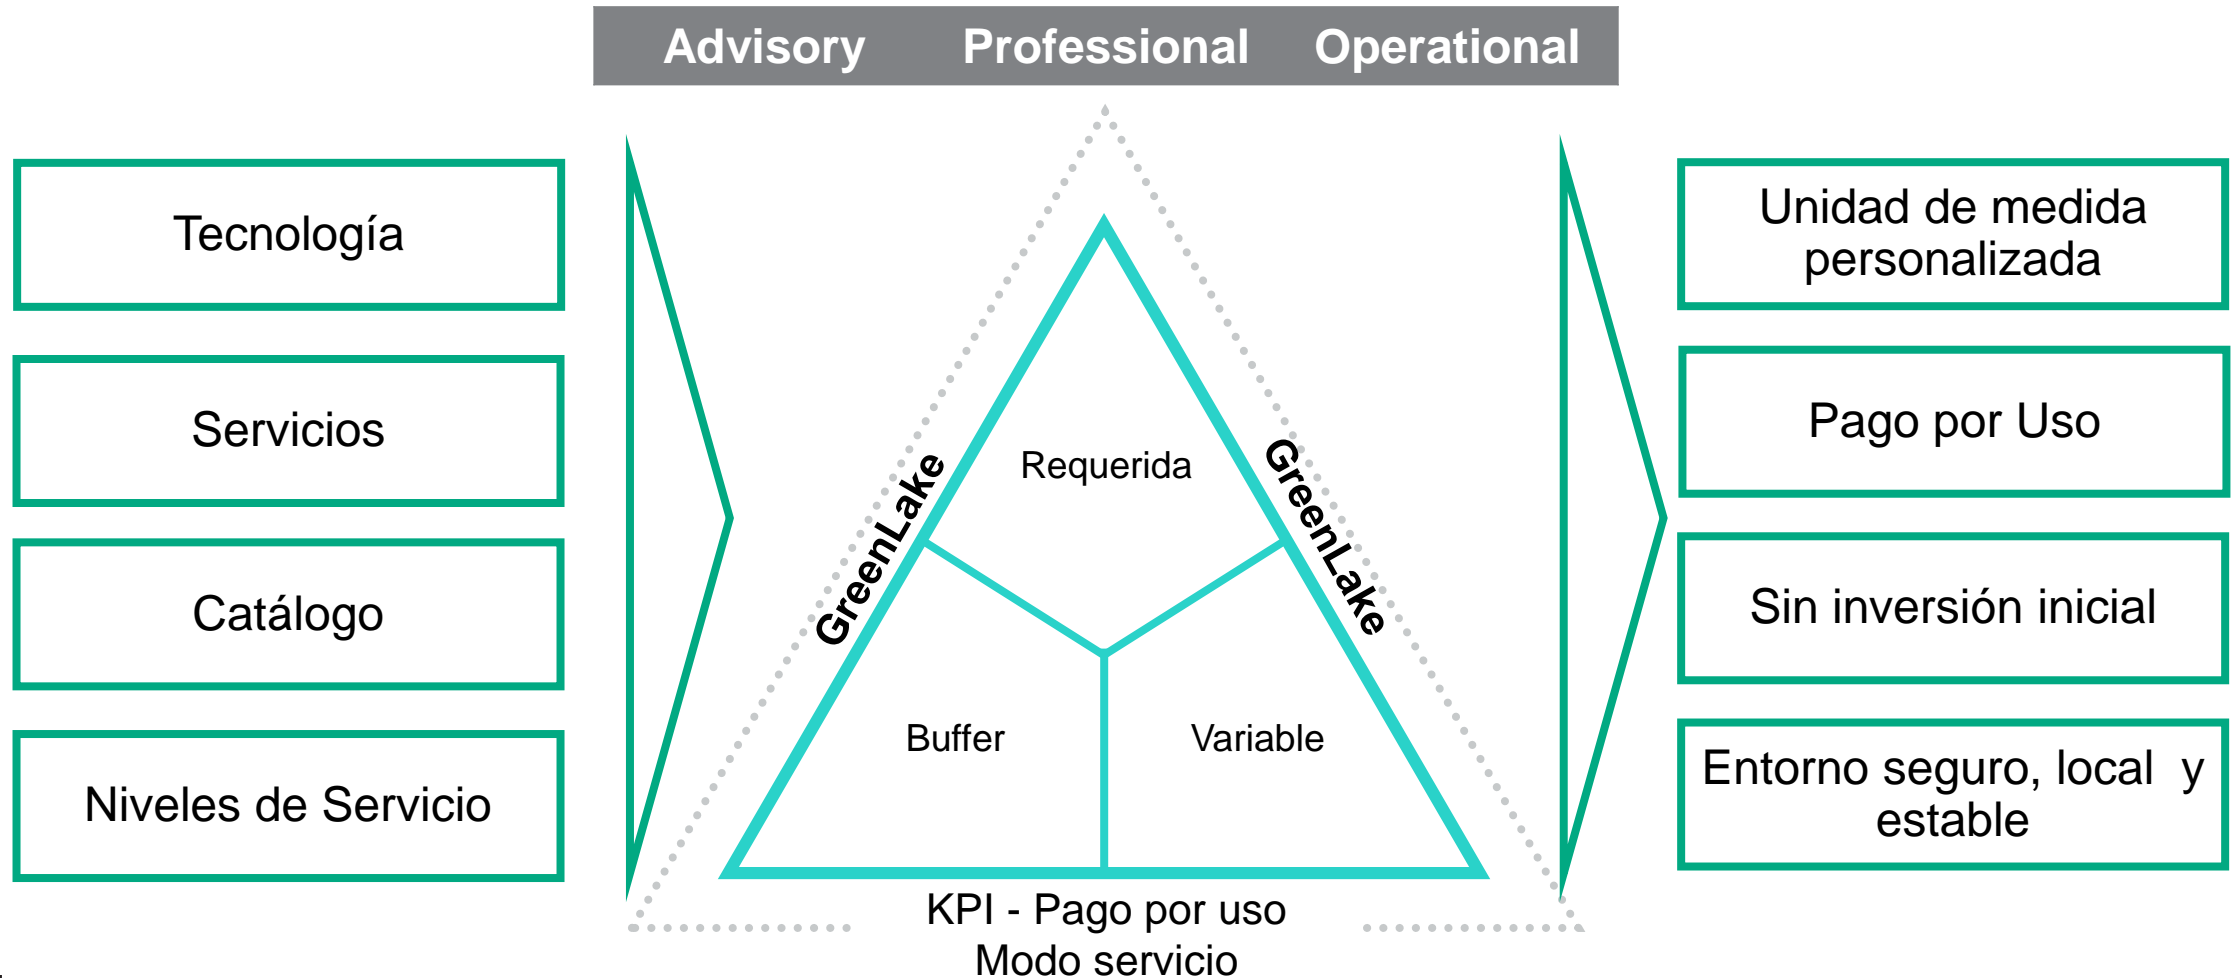 Advisory Professional Operational
Tecnología
Servicios
Catálogo
Niveles de Servicio
GreenLake
GreenLake
Requerida
Buffer
Variable
KPI - Pago por uso
Modo servicio
Unidad de medida
personalizada
Pago por Uso
Sin inversión inicial
Entorno seguro, local y
estable